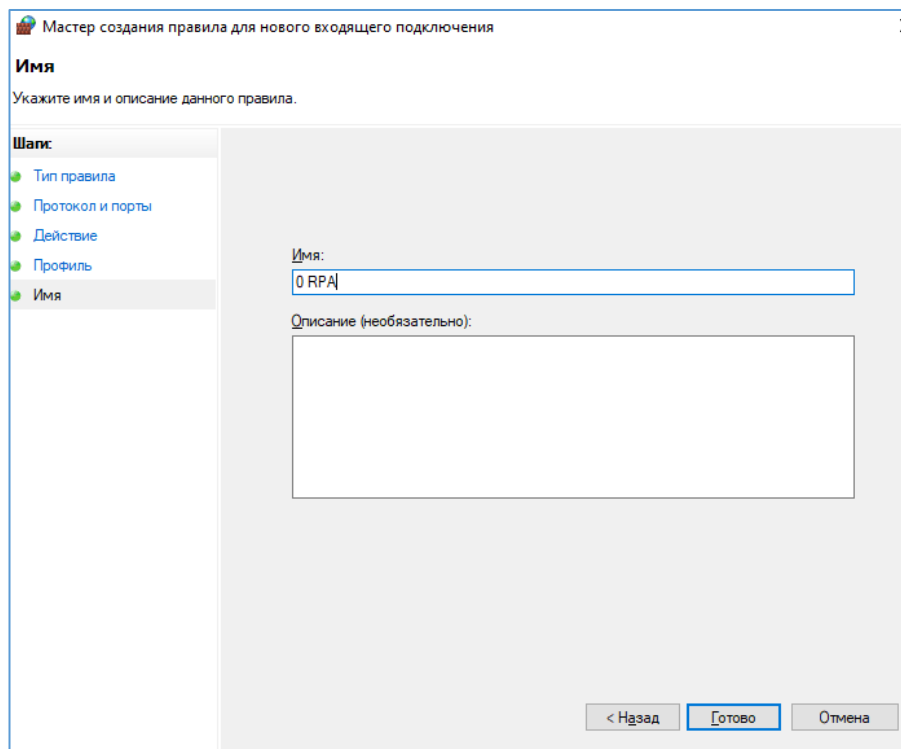 Мастер создания правила для нового входящего подключения
Имя
Укажите имя и описание данного правила.
Шаги:
Тип правила
Протокол и порты
Действие
Профиль
Имя
Имя:
0 RPA
Описание (необязательно):
< Назад
Готово
Отмена